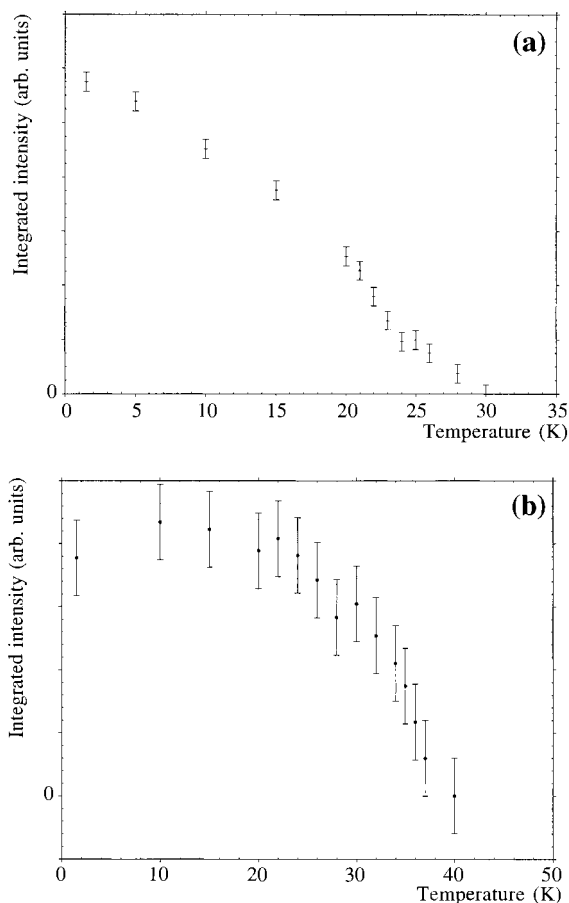 (a)
Integrated intensity (arb. units)
0
0 5 10 15 20 25 30 35
Temperature (K)
(b)
Integrated intensity (arb. units)
0
0 10 20 30 40 50
Temperature (K)